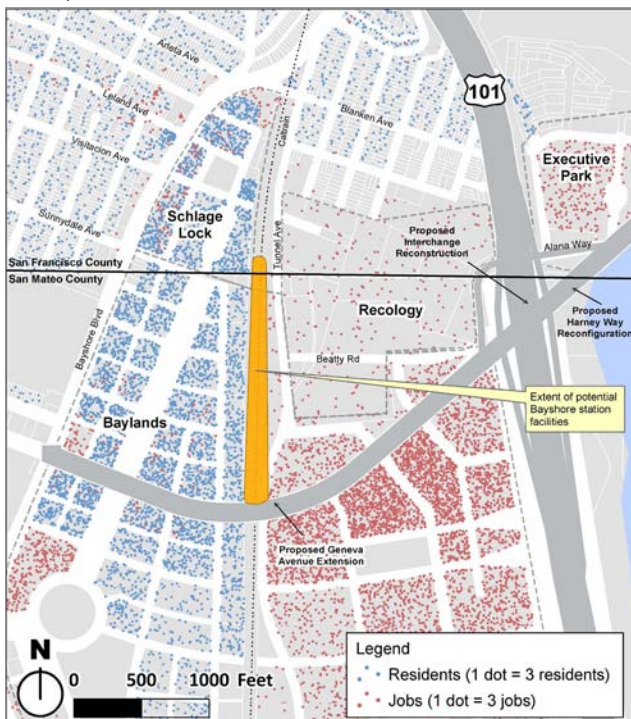 Arleta Ave
Leland Ave
Visitacion Ave
Sunnydale Ave
Blanken Ave
Caltrain
101
Executive
Park
Schlage
Lock
Tunnel Ave
Proposed
Interchange
Reconstruction
Alana Way
San Francisco County
San Mateo County
Recology
Proposed
Harney Way
Reconfiguration
Bayshore Blvd
Beatty Rd
Extent of potential
Bayshore station
facilities
Baylands
Proposed Geneva
Avenue Extension
N
0 500 1000 Feet
Legend
Residents (1 dot = 3 residents)
Jobs (1 dot = 3 jobs)